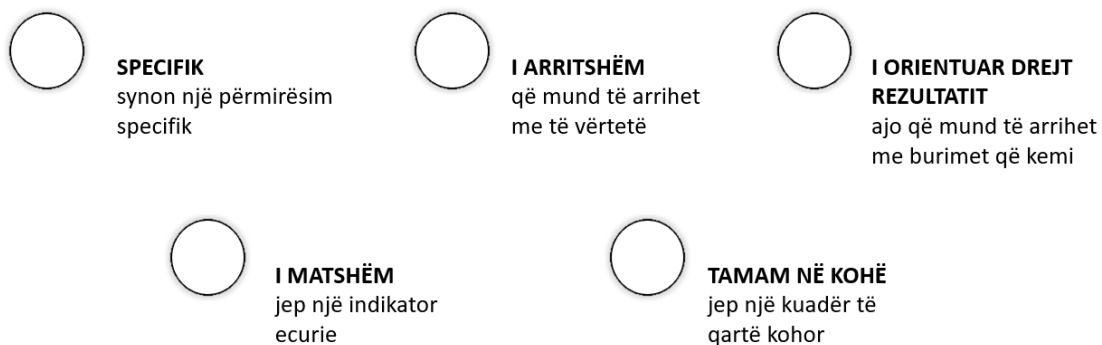 SPECIFIK
synon një përmirësim
specifik
I ARRITSHËM
që mund të arrihet
me të vërtetë
I ORIENTUAR DREJT
REZULTATIT
ajo që mund të arrihet
me burimet që kemi
I MATSHËM
jep një indikator
ecurie
TAMAM NË KOHË
jep një kuadër të
qartë kohor